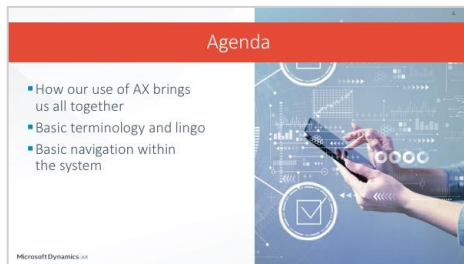 Agenda
▪How our use of AX brings
us all together
▪Basic terminology and lingo
▪Basic navigation within
the system
Microsoft Dynamics AX